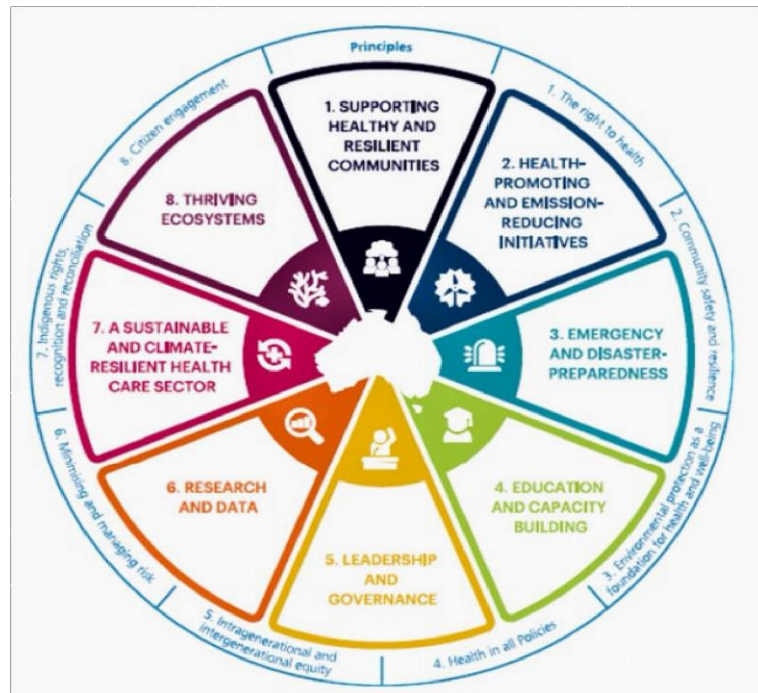 Principles
1. The right to health
2. Community safety and resilience
3. Environmental protection as a
foundation for health and well-being
4. Health in all Policies
5. Intragenerational and
intergenerational equity
6. Minimising and managing risk
7. Indigenous rights,
recognition and reconciliation
8. Citizen engagement
1. SUPPORTING
HEALTHY AND
RESILIENT
COMMUNITIES
2. HEALTH-
PROMOTING
AND EMISSION-
REDUCING
INITIATIVES
3. EMERGENCY
AND DISASTER-
PREPAREDNESS
4. EDUCATION
AND CAPACITY
BUILDING
5. LEADERSHIP
AND
GOVERNANCE
6. RESEARCH
AND DATA
7. A SUSTAINABLE
AND CLIMATE-
RESILIENT HEALTH
CARE SECTOR
8. THRIVING
ECOSYSTEMS